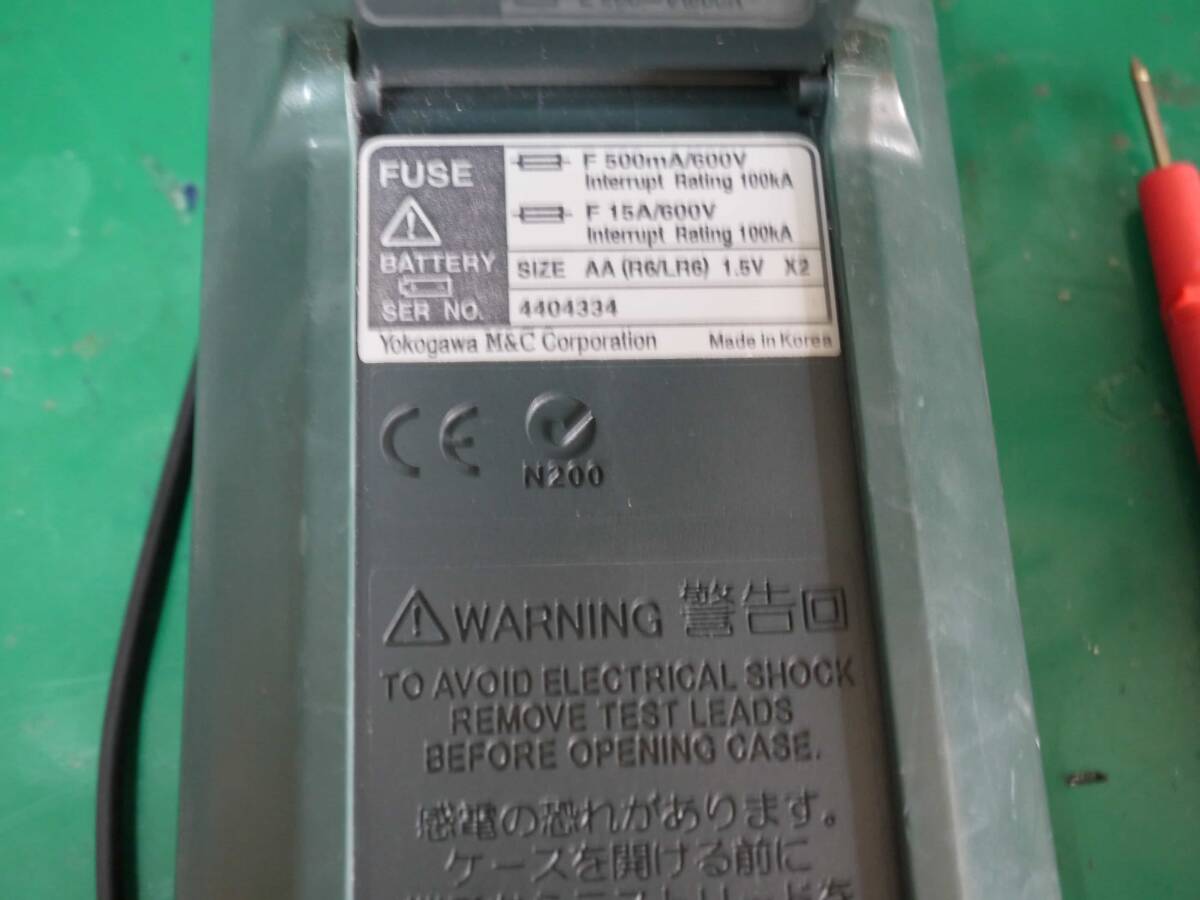 FUSE
F 500mA/600V
Interrupt Rating 100kA
F 15A/600V
Interrupt Rating 100kA
BATTERY
SIZE AA (R6/LR6) 1.5V X2
SER NO.
4404334
Yokogawa M&C Corporation
Made in Korea
CE
N200
WARNING 警告
TO AVOID ELECTRICAL SHOCK
REMOVE TEST LEADS
BEFORE OPENING CASE.
感電の恐れがあります。
ケースを開ける前に